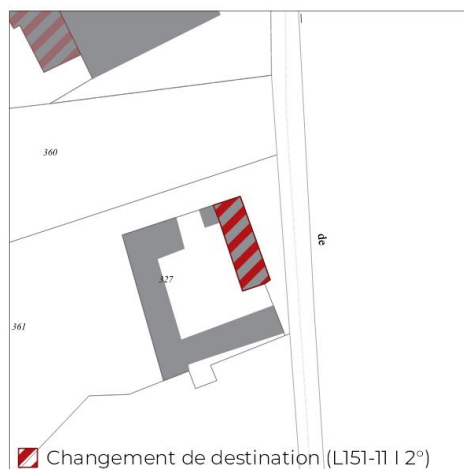 360
de
327
361
Changement de destination (L151-11 I 2°)